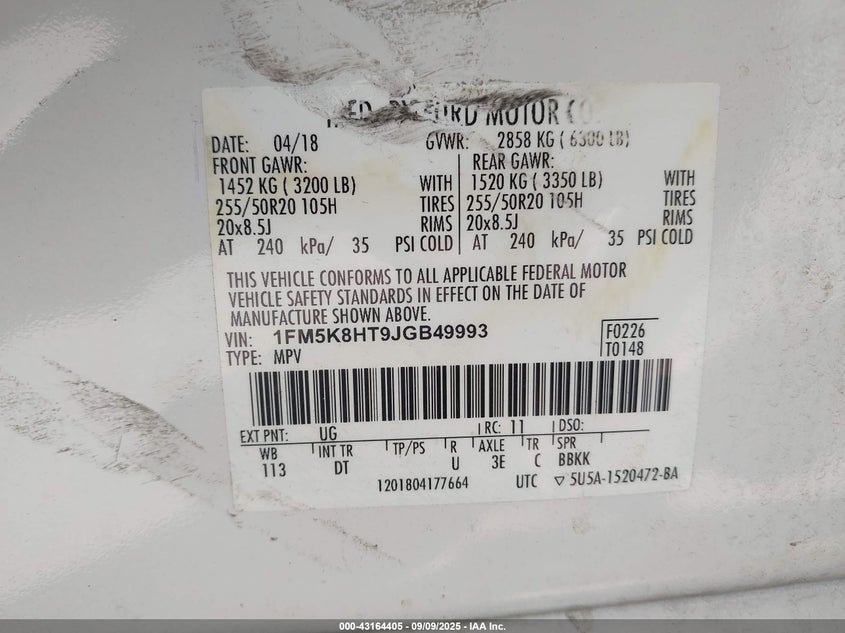 FORD MOTOR CO.
DATE: 04/18 GVWR: 2858 KG ( 6300 LB)
FRONT GAWR: REAR GAWR:
1452 KG ( 3200 LB) WITH 1520 KG ( 3350 LB) WITH
255/50R20 105H TIRES 255/50R20 105H TIRES
20x8.5J RIMS 20x8.5J RIMS
AT 240 kPa/ 35 PSI COLD AT 240 kPa/ 35 PSI COLD
THIS VEHICLE CONFORMS TO ALL APPLICABLE FEDERAL MOTOR
VEHICLE SAFETY STANDARDS IN EFFECT ON THE DATE OF
MANUFACTURE SHOWN ABOVE.
VIN: 1FM5K8HT9JGB49993 F0226
TYPE: MPV T0148
EXT PNT: UG RC: 11 DSO:
WB INT TR TP/PS R AXLE TR SPR
113 DT U 3E C BBKK
1201804177664 UTC ▽ 5U5A-1520472-BA
000-43164405 - 09/09/2025 - IAA Inc.